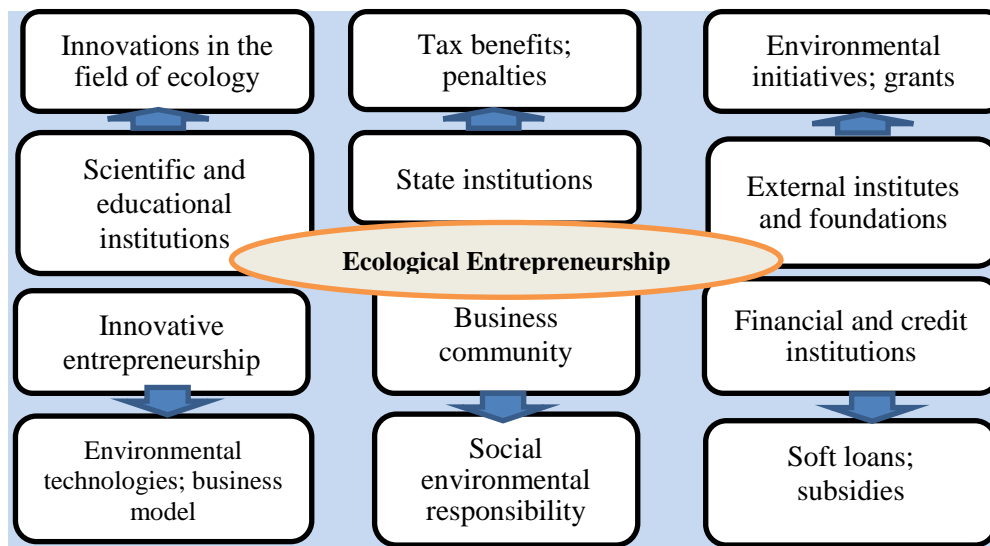 Innovations in the
field of ecology
Tax benefits;
penalties
Environmental
initiatives; grants
Scientific and
educational
institutions
State institutions
External institutes
and foundations
Ecological Entrepreneurship
Innovative
entrepreneurship
Business
community
Financial and credit
institutions
Environmental
technologies; business
model
Social
environmental
responsibility
Soft loans;
subsidies